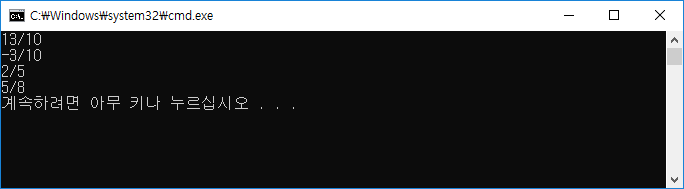 C:₩Windows₩system32₩cmd.exe
13/10
-3/10
2/5
5/8
계속하려면 아무 키나 누르십시오 . . .